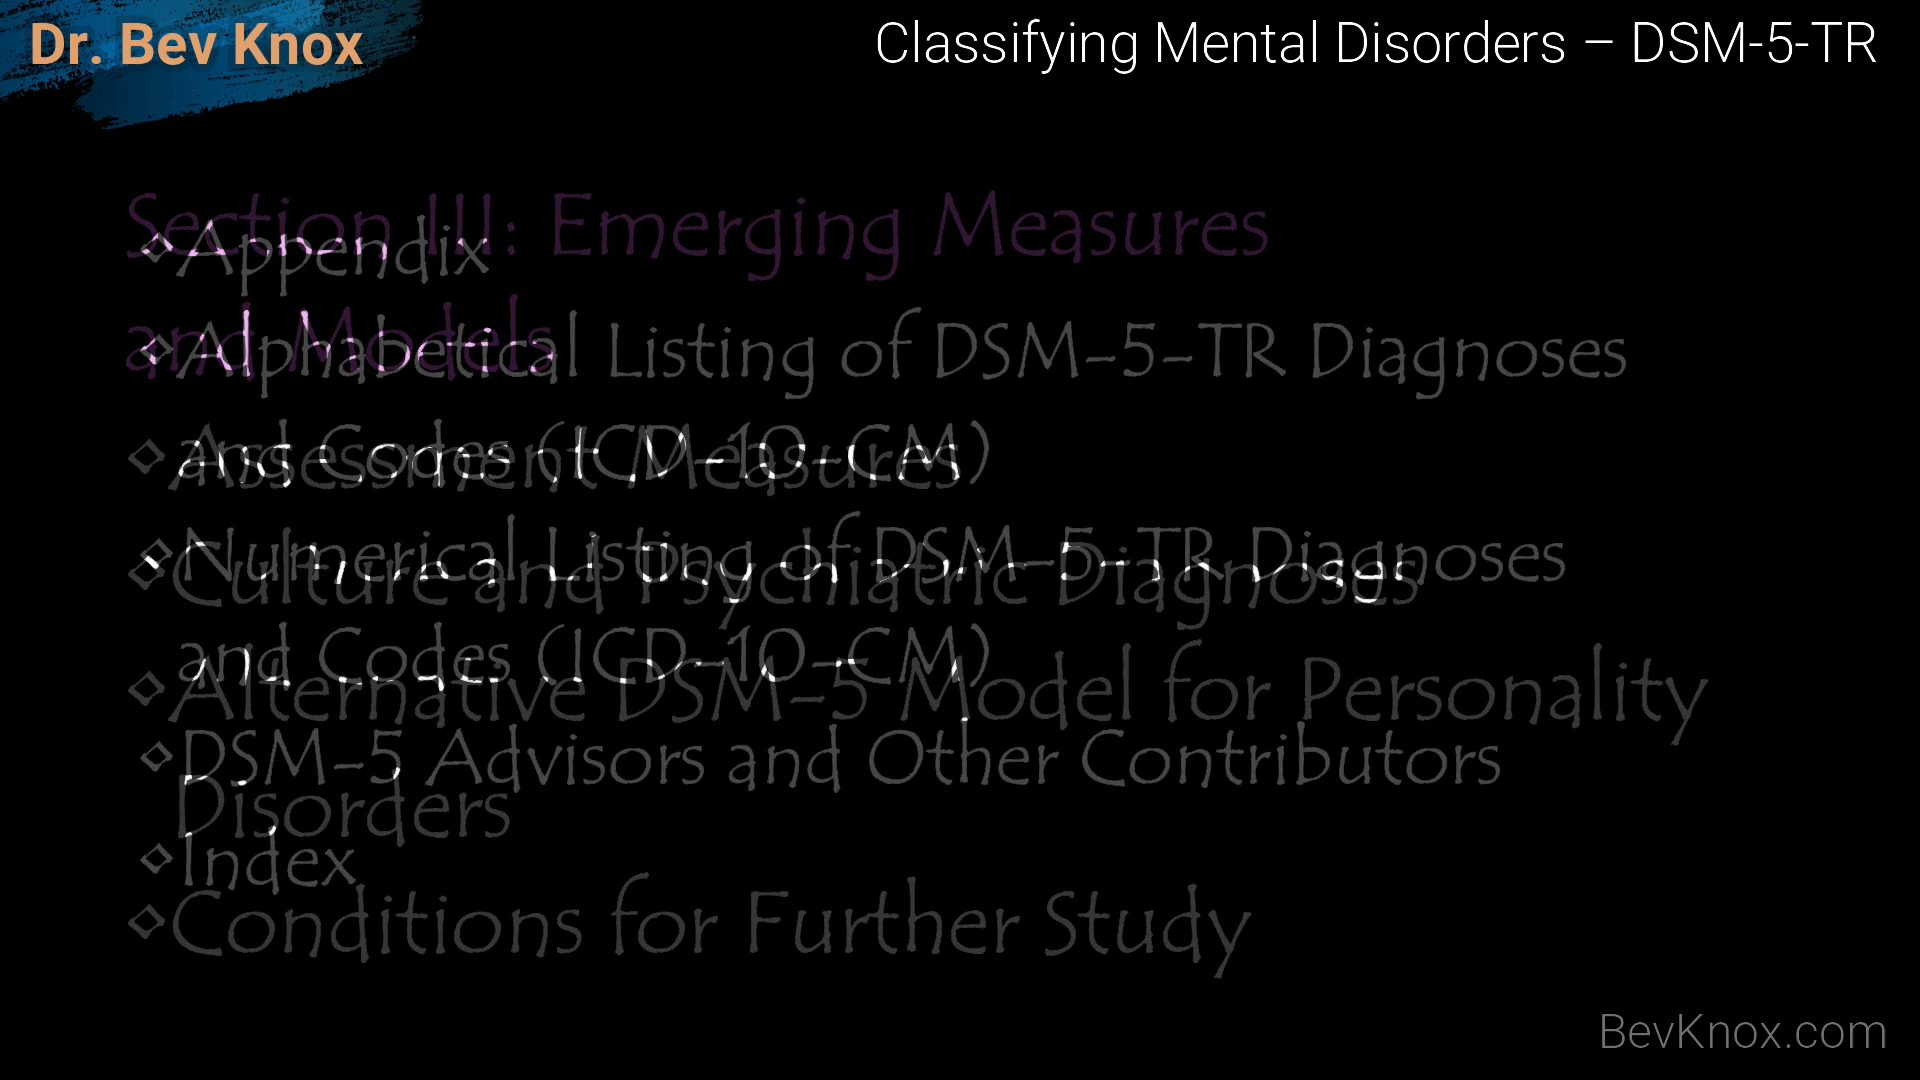 Dr. Bev Knox
Classifying Mental Disorders – DSM-5-TR
Section III: Emerging Measures
and Models
◇Assessment Measures
◇Culture and Psychiatric Diagnoses
◇Alternative DSM-5 Model for Personality
Disorders
◇Conditions for Further Study
◇Appendix
◇Alphabetical Listing of DSM-5-TR Diagnoses
and Codes (ICD-10-CM)
◇Numerical Listing of DSM-5-TR Diagnoses
and Codes (ICD-10-CM)
◇DSM-5 Advisors and Other Contributors
◇Index
BevKnox.com